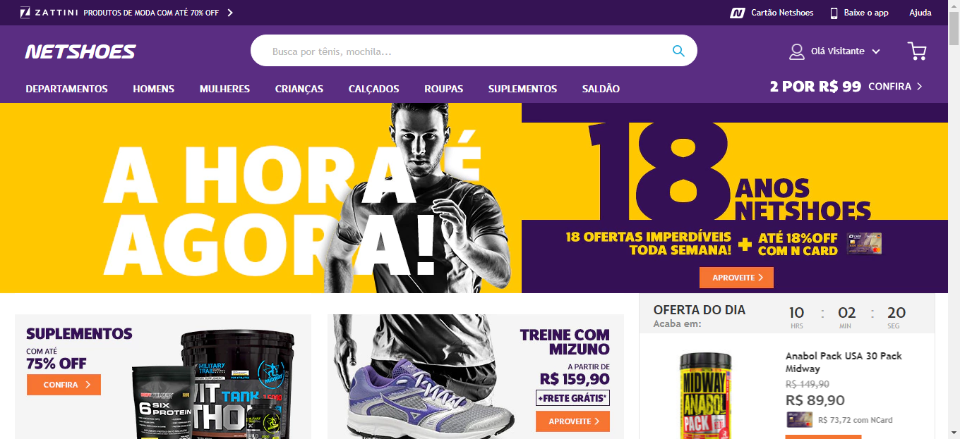 ZATTINI PRODUTOS DE MODA COM ATÉ 70% OFF
Cartão Netshoes
Baixe o app
Ajuda
NETSHOES
Busca por tênis, mochila...
Olá Visitante
DEPARTAMENTOS HOMENS MULHERES CRIANÇAS CALÇADOS ROUPAS SUPLEMENTOS SALDÃO
2 POR R$ 99 CONFIRA
A HORA É
AGORA!
18 ANOS
NETSHOES
18 OFERTAS IMPERDÍVEIS
TODA SEMANA!
+ ATÉ 18%OFF
COM N CARD
APROVEITE
SUPLEMENTOS
COM ATÉ
75% OFF
CONFIRA
6 SIX
PROTEIN
MILITARY
TRAINING
VIT
TANK
THO
TREINE COM
MIZUNO
A PARTIR DE
R$ 159,90
+FRETE GRÁTIS*
APROVEITE
OFERTA DO DIA
Acaba em:
10 : 02 : 20
HRS MIN SEG
MIDWAY
ANABOL
PACK
Anabol Pack USA 30 Pack
Midway
R$ 149,90
R$ 89,90
R$ 73,72 com NCard